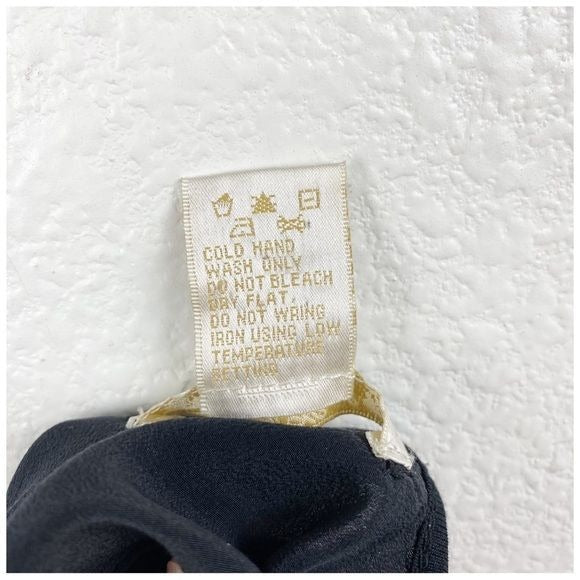 COLD HAND
WASH ONLY
DO NOT BLEACH
DRY FLAT.
DO NOT WRING
IRON USING LOW
TEMPERATURE
SETTING